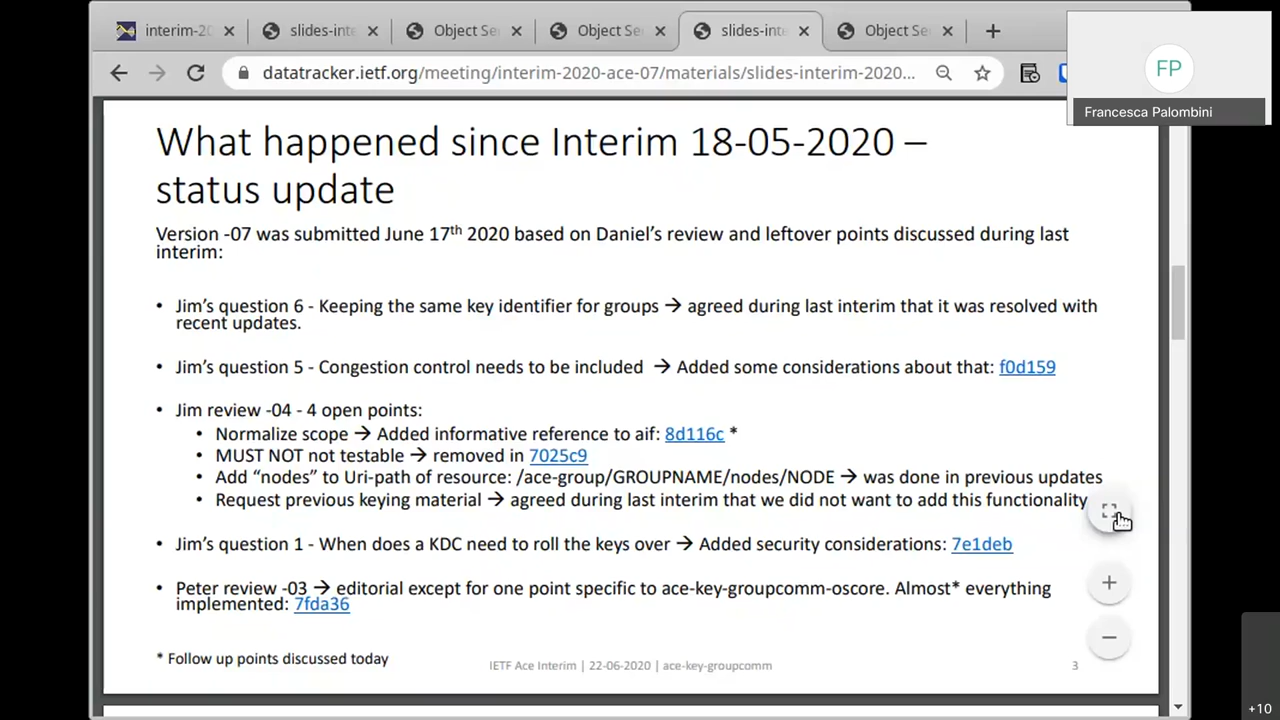 interim-20
slides-inte
Object Se
Object Se
slides-inte
Object Se
datatracker.ietf.org/meeting/interim-2020-ace-07/materials/slides-interim-2020...
FP
Francesca Palombini
What happened since Interim 18-05-2020 –
status update
Version -07 was submitted June 17th 2020 based on Daniel's review and leftover points discussed during last
interim:
• Jim's question 6 - Keeping the same key identifier for groups → agreed during last interim that it was resolved with
recent updates.
• Jim's question 5 - Congestion control needs to be included → Added some considerations about that: f0d159
• Jim review -04 - 4 open points:
• Normalize scope → Added informative reference to aif: 8d116c *
• MUST NOT not testable → removed in 7025c9
• Add “nodes” to Uri-path of resource: /ace-group/GROUPNAME/nodes/NODE → was done in previous updates
• Request previous keying material → agreed during last interim that we did not want to add this functionality
• Jim's question 1 - When does a KDC need to roll the keys over → Added security considerations: 7e1deb
• Peter review -03 → editorial except for one point specific to ace-key-groupcomm-oscore. Almost* everything
implemented: 7fda36
* Follow up points discussed today
IETF Ace Interim | 22-06-2020 | ace-key-groupcomm
3
+10